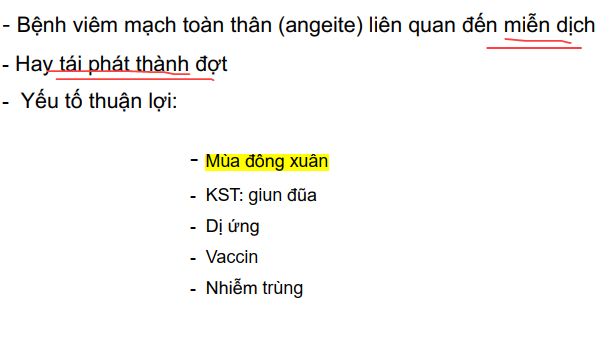 - Bệnh viêm mạch toàn thân (angeite) liên quan đến miễn dịch
- Hay tái phát thành đợt
- Yếu tố thuận lợi:
- Mùa đông xuân
- KST: giun đũa
- Dị ứng
- Vaccin
- Nhiễm trùng